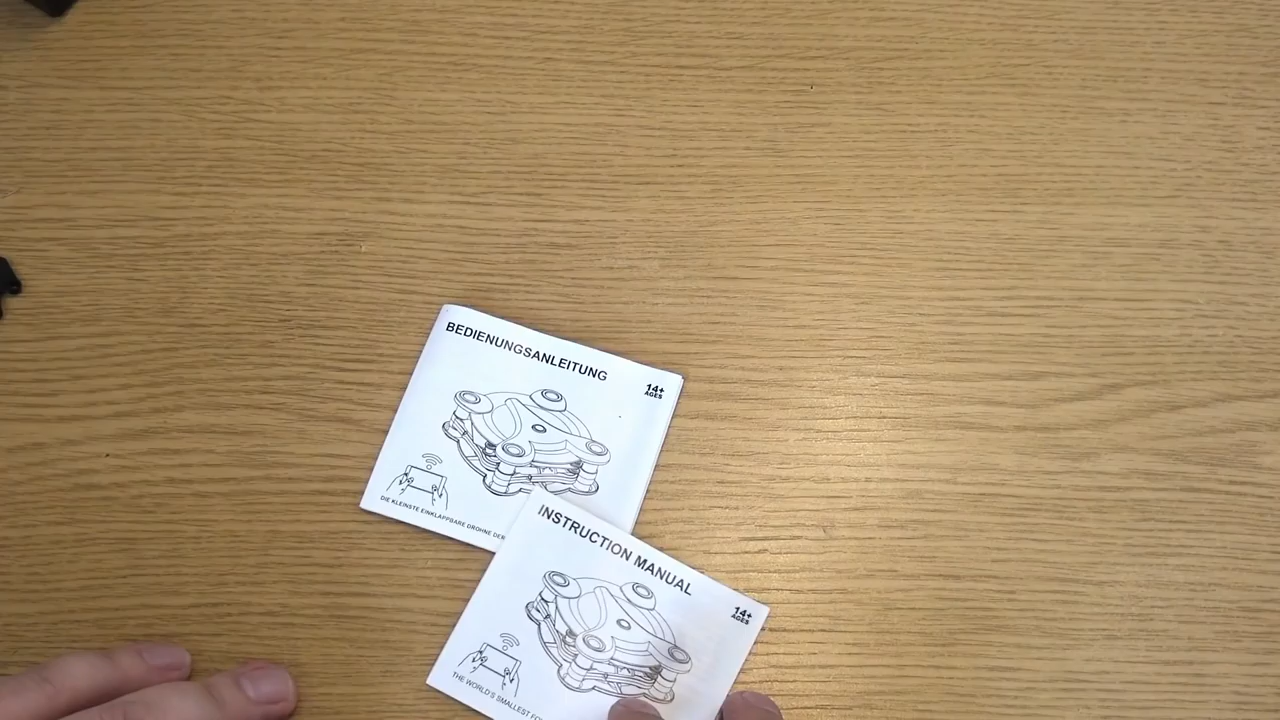 BEDIENUNGSANLEITUNG
14+
AGES
DIE KLEINSTE EINKLAPPBARE DROHNE DER
INSTRUCTION MANUAL
14+
AGES
THE WORLD'S SMALLEST